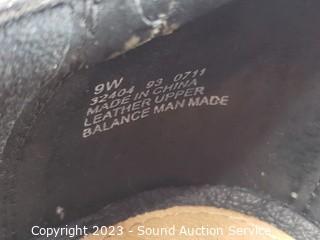 9W
32404 93 0711
MADE IN CHINA
LEATHER UPPER
BALANCE MAN MADE
Copyright 2023 - Sound Auction Service